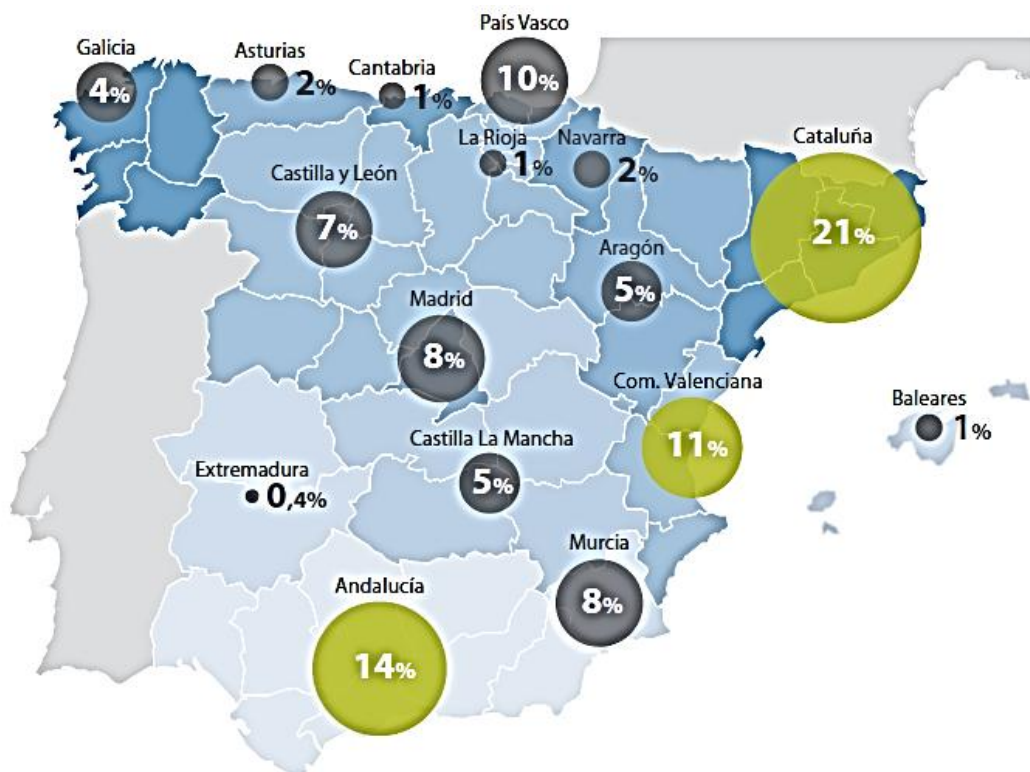 País Vasco
10%
Galicia
4%
Asturias
2%
Cantabria
1%
La Rioja
1%
Navarra
2%
Cataluña
21%
Castilla y León
7%
Aragón
5%
Madrid
8%
Com. Valenciana
11%
Baleares
1%
Castilla La Mancha
5%
Extremadura
0,4%
Murcia
8%
Andalucía
14%